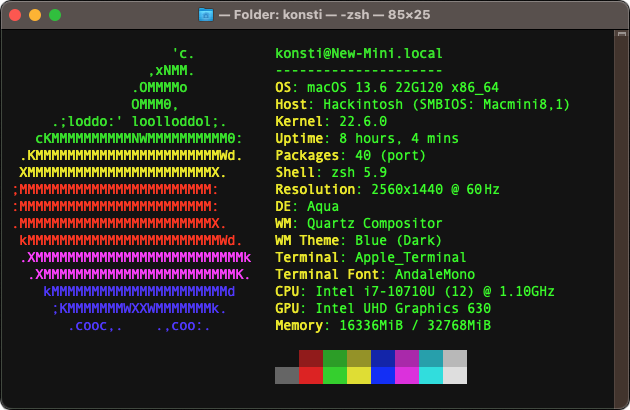 Folder: konsti — -zsh — 85×25
'c.
,xNMM.
.OMMMMo
OMMM0,
.;loddo:' loolloddol;.
cKMMMMMMMMMMNWMMMMMMMMMM0:
.KMMMMMMMMMMMMMMMMMMMMMMMWd.
XMMMMMMMMMMMMMMMMMMMMMMMX.
;MMMMMMMMMMMMMMMMMMMMMMMM:
:MMMMMMMMMMMMMMMMMMMMMMMM:
.MMMMMMMMMMMMMMMMMMMMMMMMX.
kMMMMMMMMMMMMMMMMMMMMMMMMWd.
.XMMMMMMMMMMMMMMMMMMMMMMMMMMk
.XMMMMMMMMMMMMMMMMMMMMMMMMK.
kMMMMMMMMMMMMMMMMMMMMMMd
;KMMMMMMMWXXWMMMMMMMk.
.cooc,. .,coo:.
konsti@New-Mini.local
---------------------
OS: macOS 13.6 22G120 x86_64
Host: Hackintosh (SMBIOS: Macmini8,1)
Kernel: 22.6.0
Uptime: 8 hours, 4 mins
Packages: 40 (port)
Shell: zsh 5.9
Resolution: 2560x1440 @ 60Hz
DE: Aqua
WM: Quartz Compositor
WM Theme: Blue (Dark)
Terminal: Apple_Terminal
Terminal Font: AndaleMono
CPU: Intel i7-10710U (12) @ 1.10GHz
GPU: Intel UHD Graphics 630
Memory: 16336MiB / 32768MiB